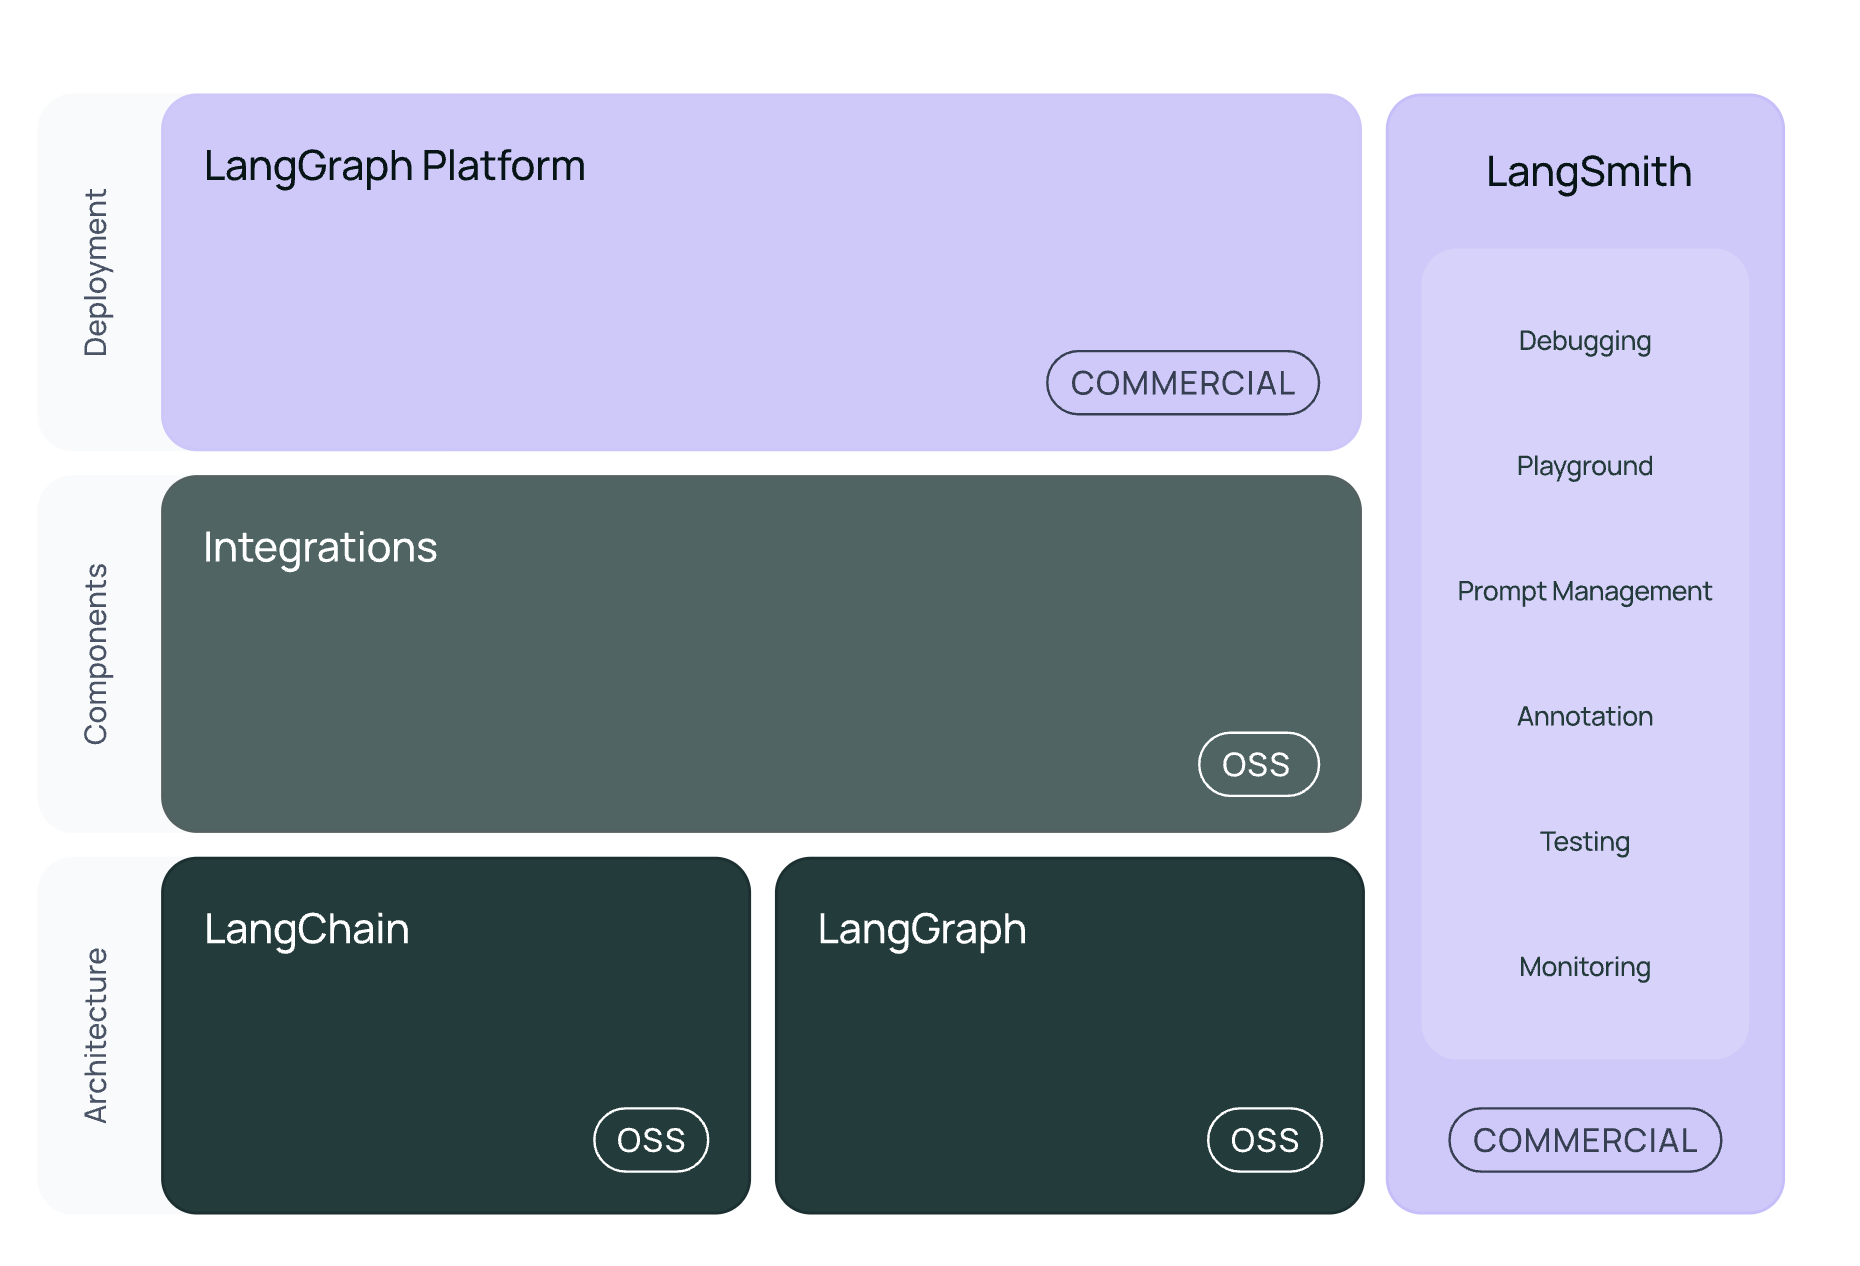 Deployment
LangGraph Platform
COMMERCIAL
Components
Integrations
OSS
Architecture
LangChain
OSS
LangGraph
OSS
LangSmith
Debugging
Playground
Prompt Management
Annotation
Testing
Monitoring
COMMERCIAL